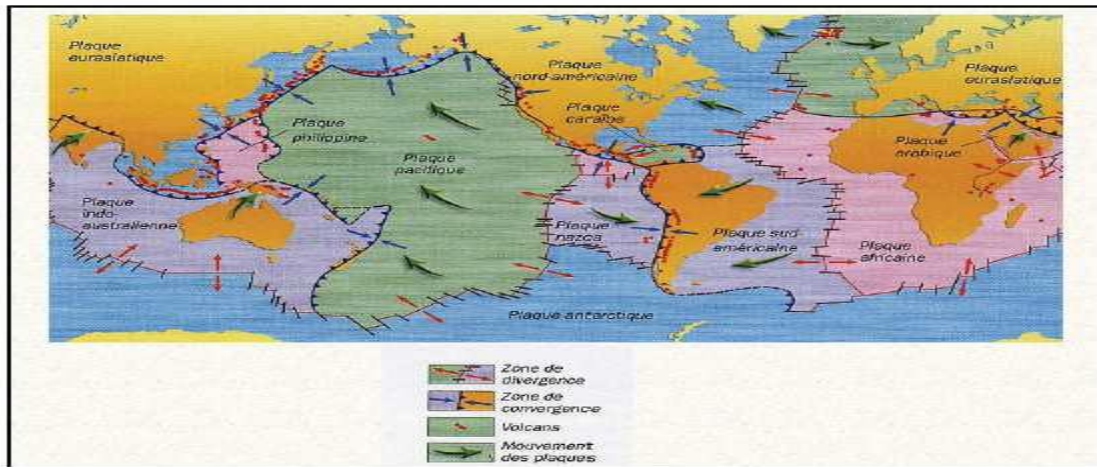 Plaque
eurasiatique
Plaque
nord-américaine
Plaque
eurasiatique
Plaque
caraïbe
Plaque
philippine
Plaque
arabique
Plaque
pacifique
Plaque
indo-
australienne
Plaque
nazca
Plaque sud-
américaine
Plaque
africaine
Plaque antarctique
Zone de
divergence
Zone de
convergence
Volcans
Mouvement
des plaques